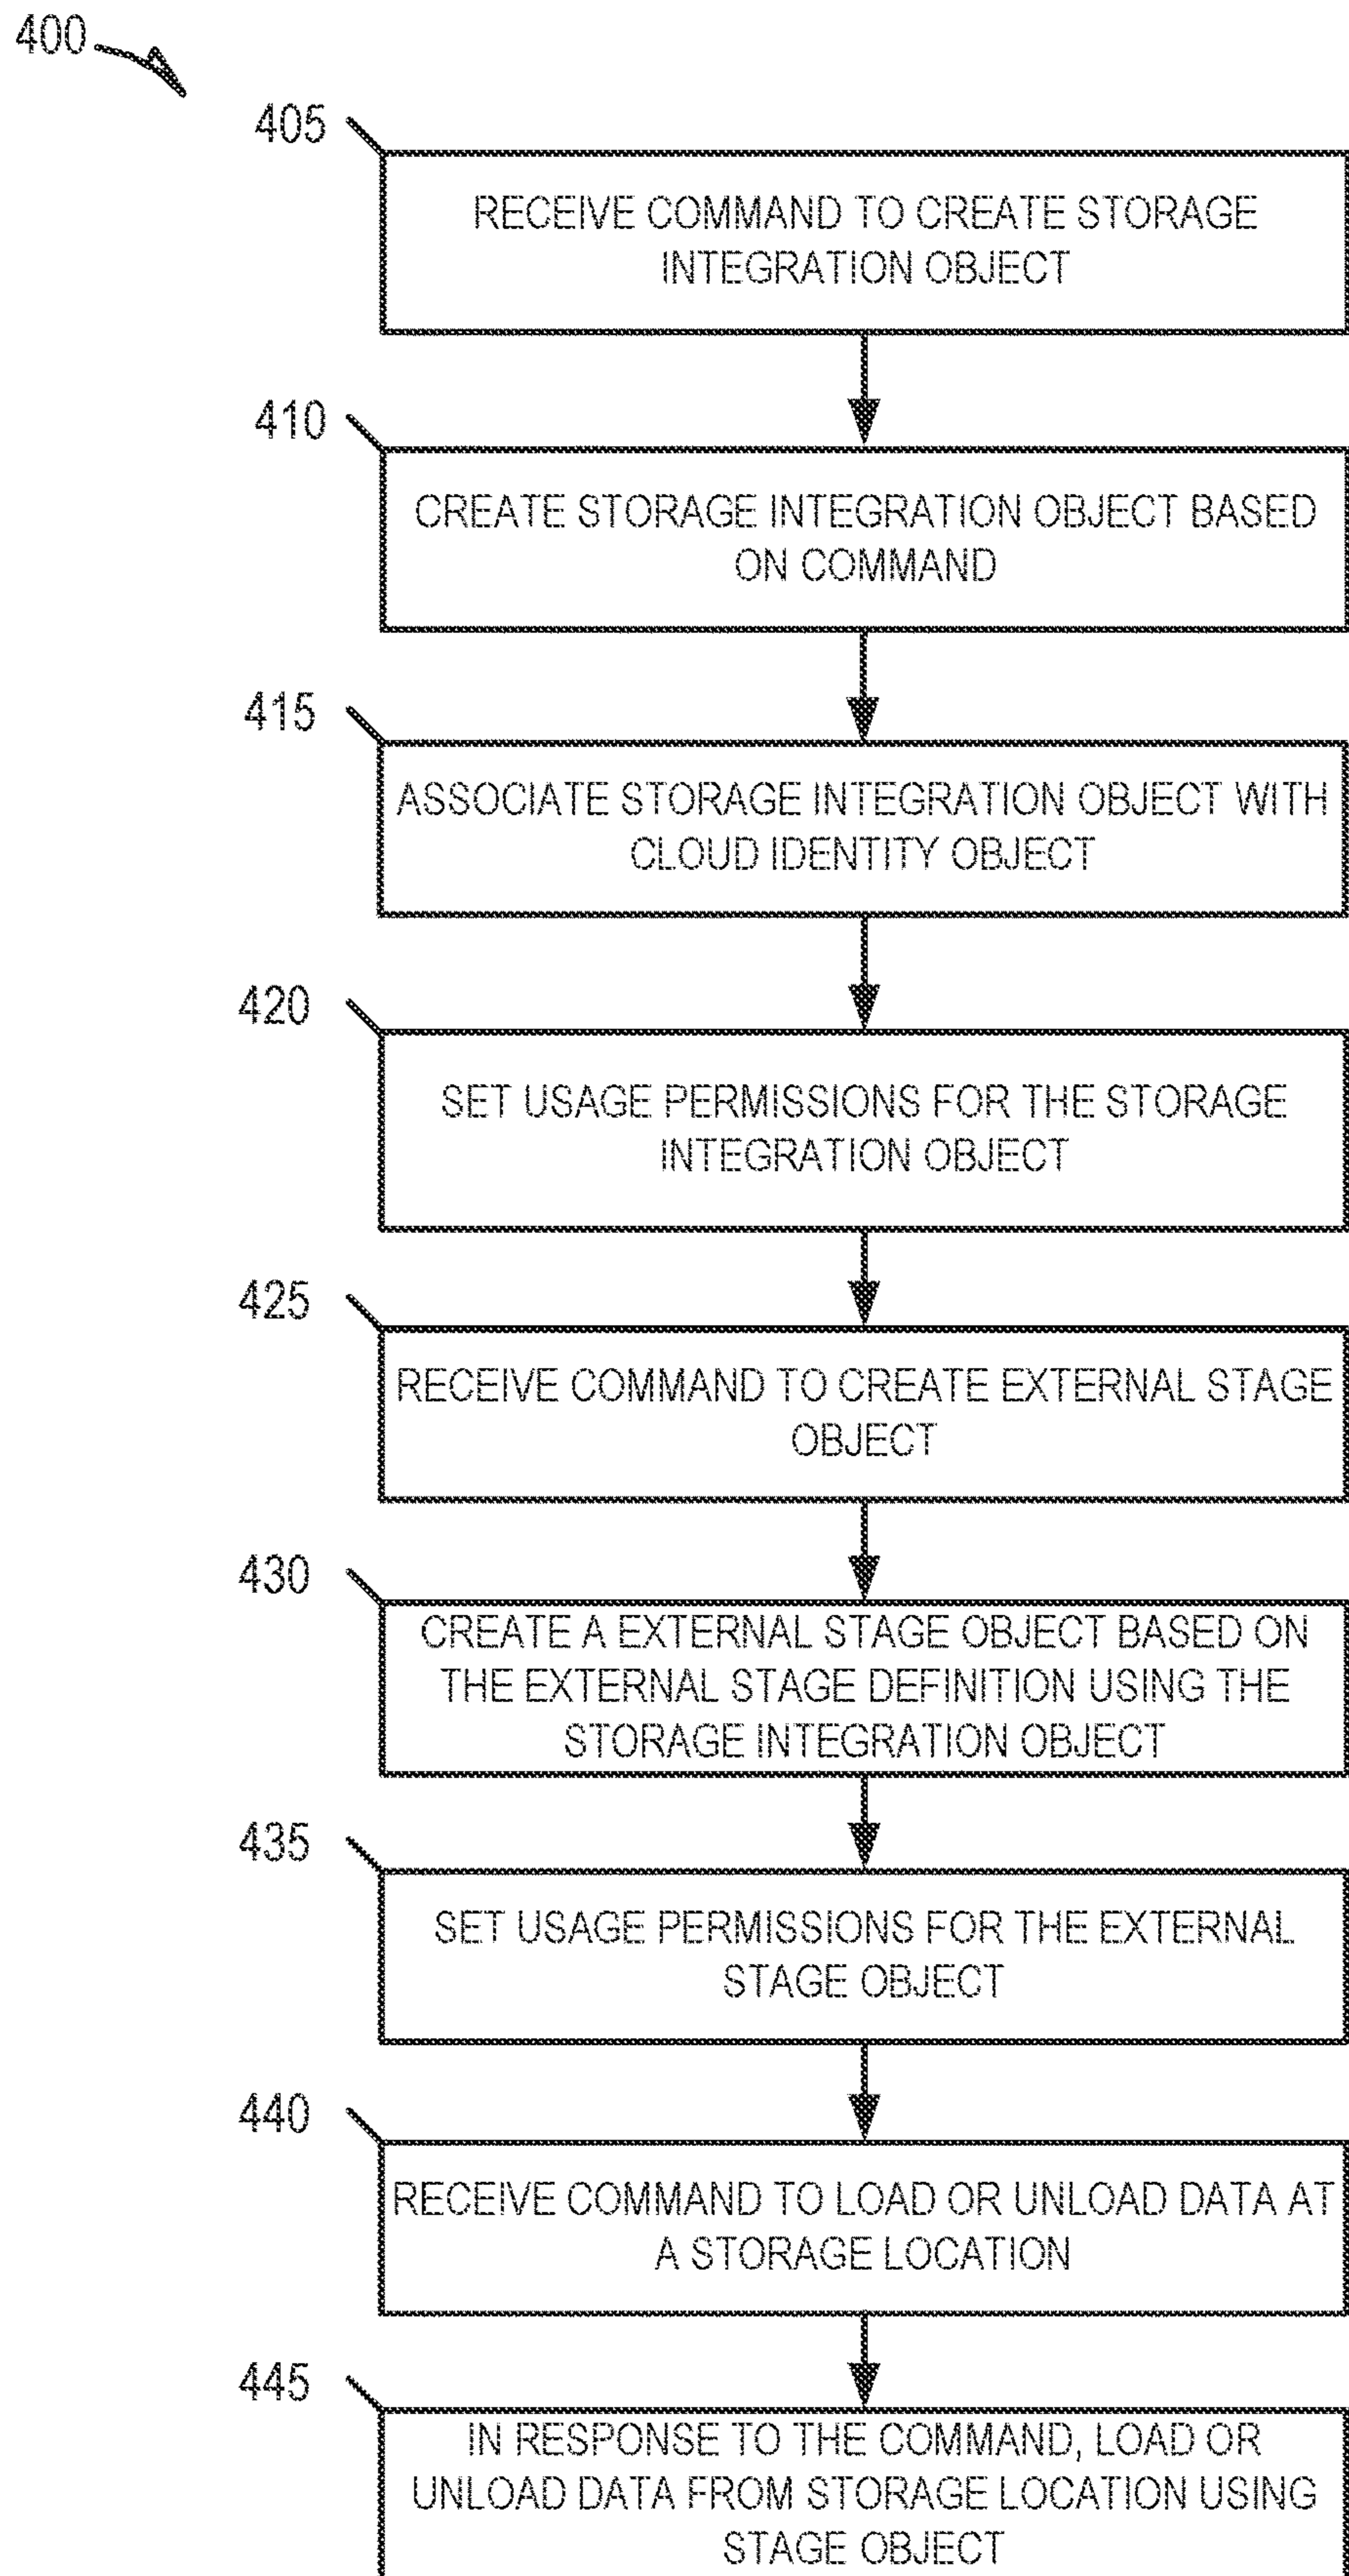 400
405
RECEIVE COMMAND TO CREATE STORAGE
INTEGRATION OBJECT
410
CREATE STORAGE INTEGRATION OBJECT BASED
ON COMMAND
415
ASSOCIATE STORAGE INTEGRATION OBJECT WITH
CLOUD IDENTITY OBJECT
420
SET USAGE PERMISSIONS FOR THE STORAGE
INTEGRATION OBJECT
425
RECEIVE COMMAND TO CREATE EXTERNAL STAGE
OBJECT
430
CREATE A EXTERNAL STAGE OBJECT BASED ON
THE EXTERNAL STAGE DEFINITION USING THE
STORAGE INTEGRATION OBJECT
435
SET USAGE PERMISSIONS FOR THE EXTERNAL
STAGE OBJECT
440
RECEIVE COMMAND TO LOAD OR UNLOAD DATA AT
A STORAGE LOCATION
445
IN RESPONSE TO THE COMMAND, LOAD OR
UNLOAD DATA FROM STORAGE LOCATION USING
STAGE OBJECT